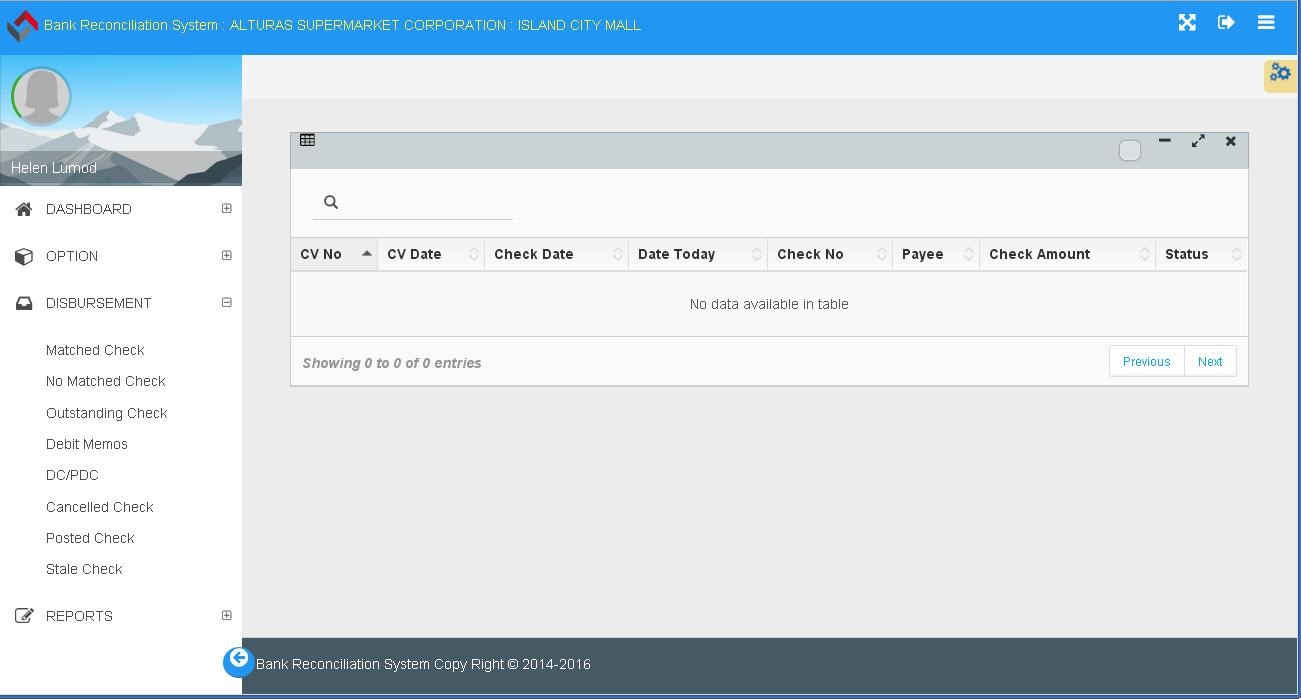 Bank Reconciliation System : ALTURAS SUPERMARKET CORPORATION : ISLAND CITY MALL
Helen Lumod
DASHBOARD
OPTION
DISBURSEMENT
Matched Check
No Matched Check
Outstanding Check
Debit Memos
DC/PDC
Cancelled Check
Posted Check
Stale Check
REPORTS
CV No CV Date Check Date Date Today Check No Payee Check Amount Status
No data available in table
Showing 0 to 0 of 0 entries
Previous Next
Bank Reconciliation System Copy Right © 2014-2016